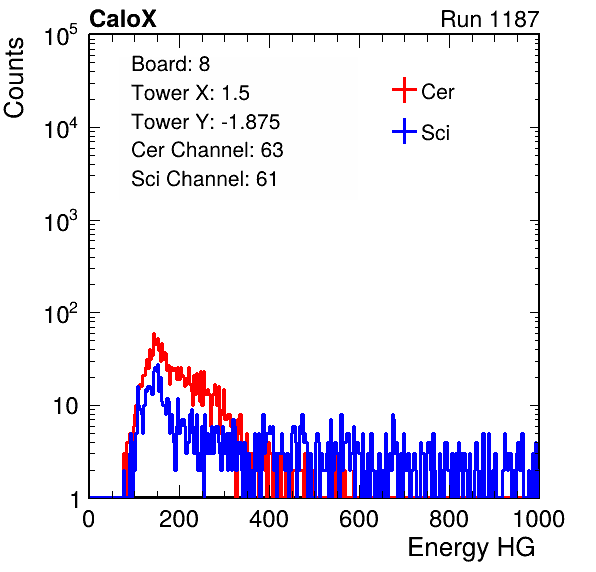 CaloX Run 1187
Counts
10^5
10^4
10^3
10^2
10
1
Board: 8
Tower X: 1.5
Tower Y: -1.875
Cer Channel: 63
Sci Channel: 61
Cer
Sci
0 200 400 600 800 1000
Energy HG